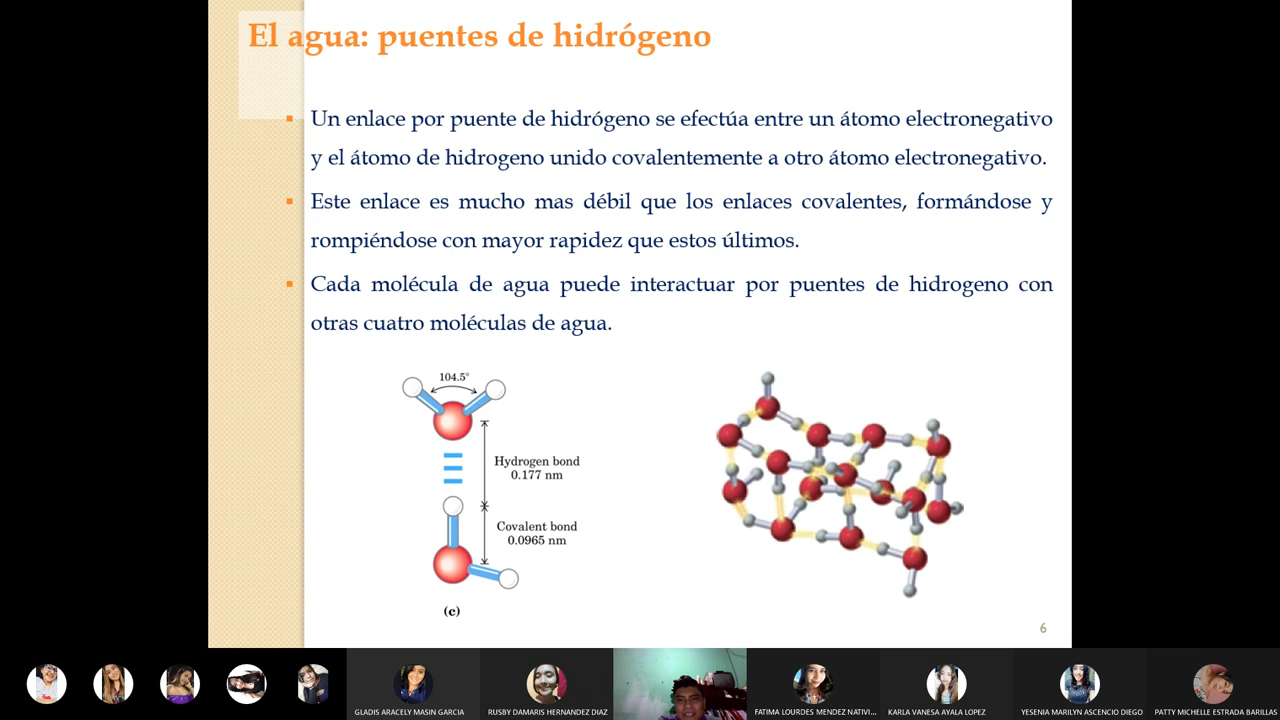 El agua: puentes de hidrógeno
Un enlace por puente de hidrógeno se efectúa entre un átomo electronegativo
y el átomo de hidrogeno unido covalentemente a otro átomo electronegativo.
Este enlace es mucho mas débil que los enlaces covalentes, formándose y
rompiéndose con mayor rapidez que estos últimos.
Cada molécula de agua puede interactuar por puentes de hidrogeno con
otras cuatro moléculas de agua.
104.5°
Hydrogen bond
0.177 nm
Covalent bond
0.0965 nm
(c)
6
GLADIS ARACELY MASIN GARCIA
RUSBY DAMARIS HERNANDEZ DIAZ
FATIMA LOURDES MENDEZ NATIVI...
KARLA VANESA AYALA LOPEZ
YESENIA MARILYN ASCENCIO DIEGO
PATTY MICHELLE ESTRADA BARILLAS